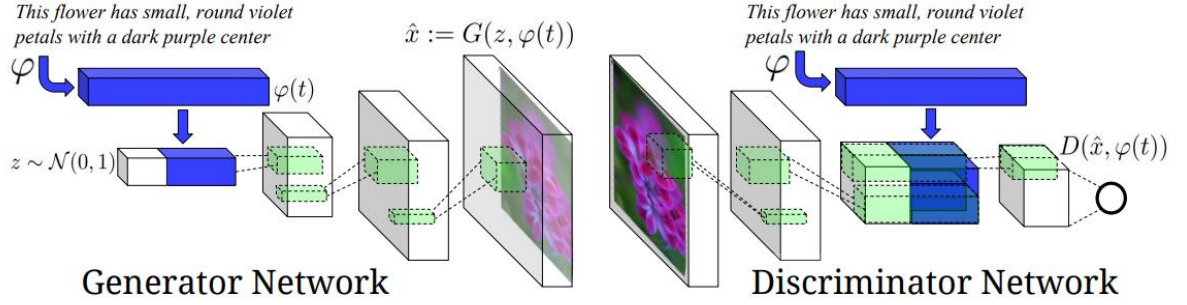 This flower has small, round violet
petals with a dark purple center
φ
φ(t)
z ∼ 𝒩(0, 1)
x̂ := G(z, φ(t))
Generator Network
This flower has small, round violet
petals with a dark purple center
φ
D(x̂, φ(t))
Discriminator Network